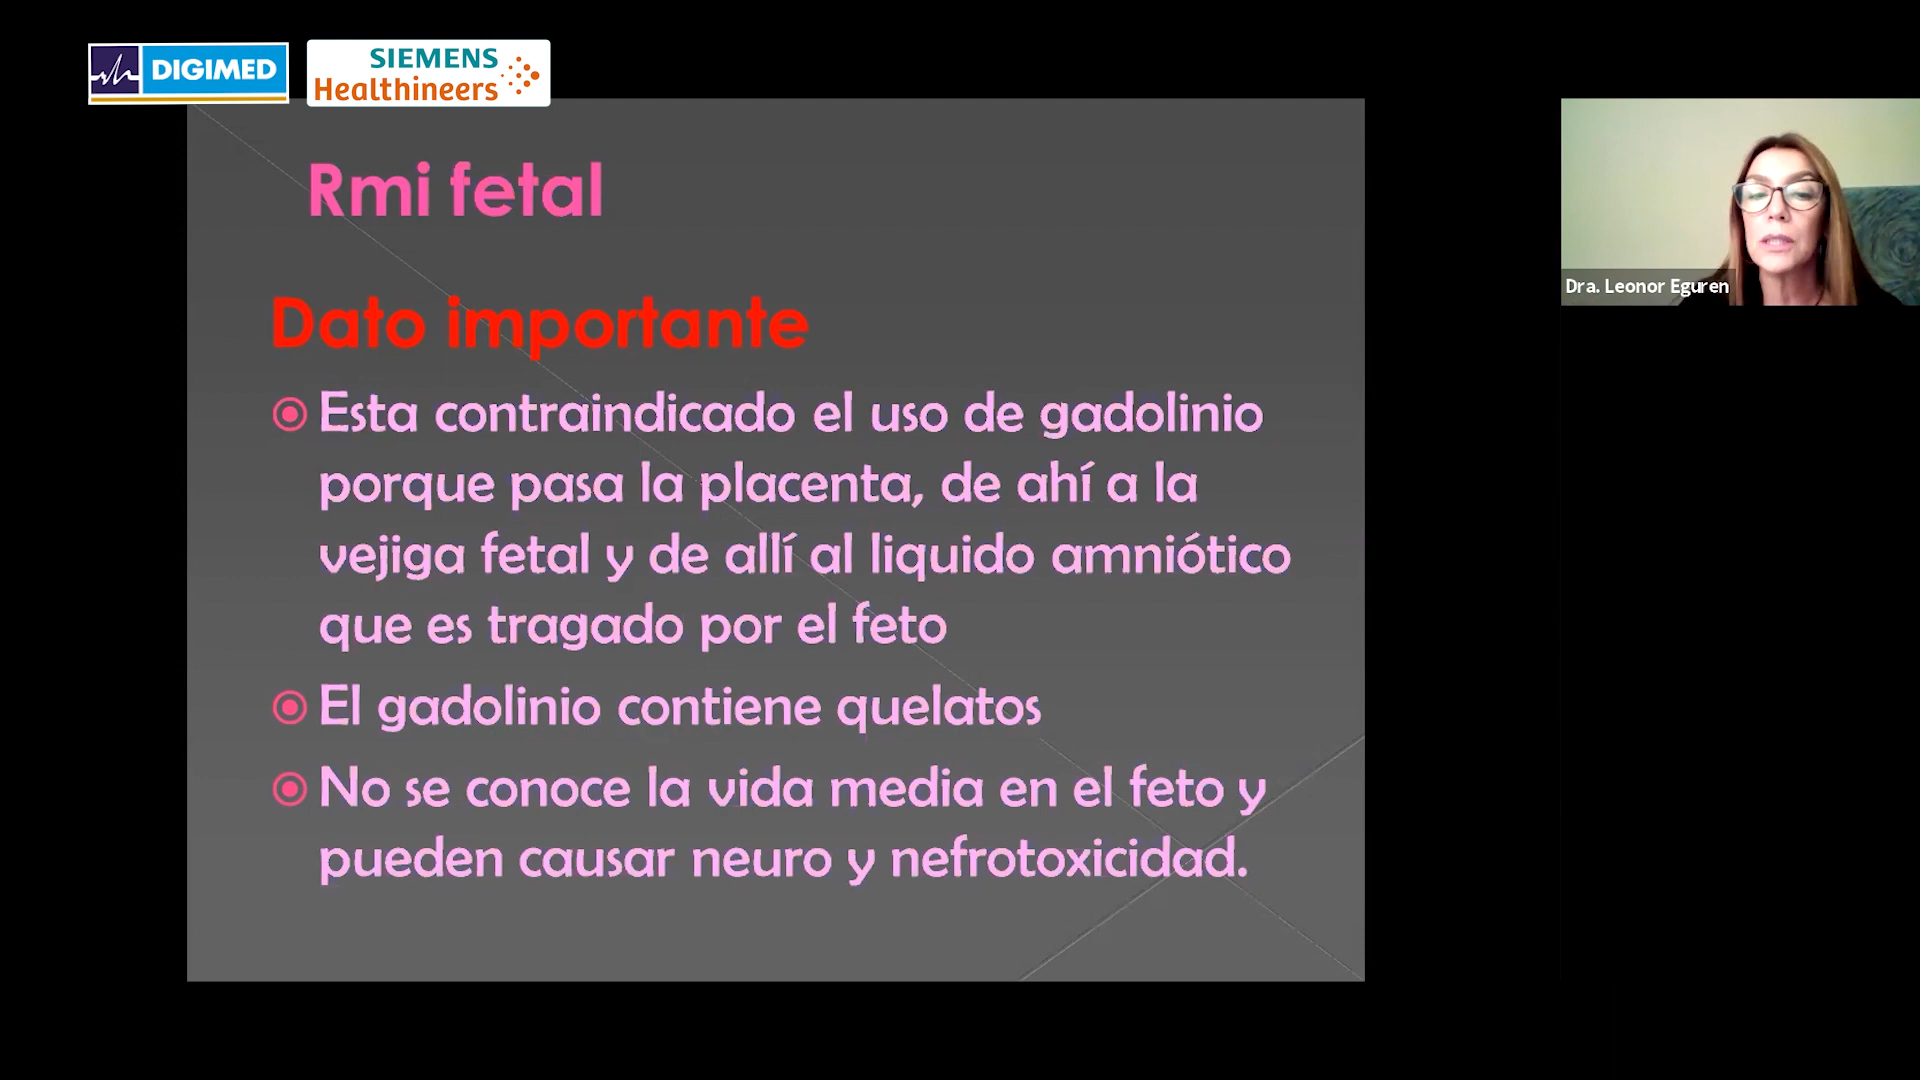 DIGIMED
SIEMENS
Healthineers
Rmi fetal
Dato importante
Esta contraindicado el uso de gadolinio
porque pasa la placenta, de ahí a la
vejiga fetal y de allí al liquido amniótico
que es tragado por el feto
El gadolinio contiene quelatos
No se conoce la vida media en el feto y
pueden causar neuro y nefrotoxicidad.
Dra. Leonor Eguren